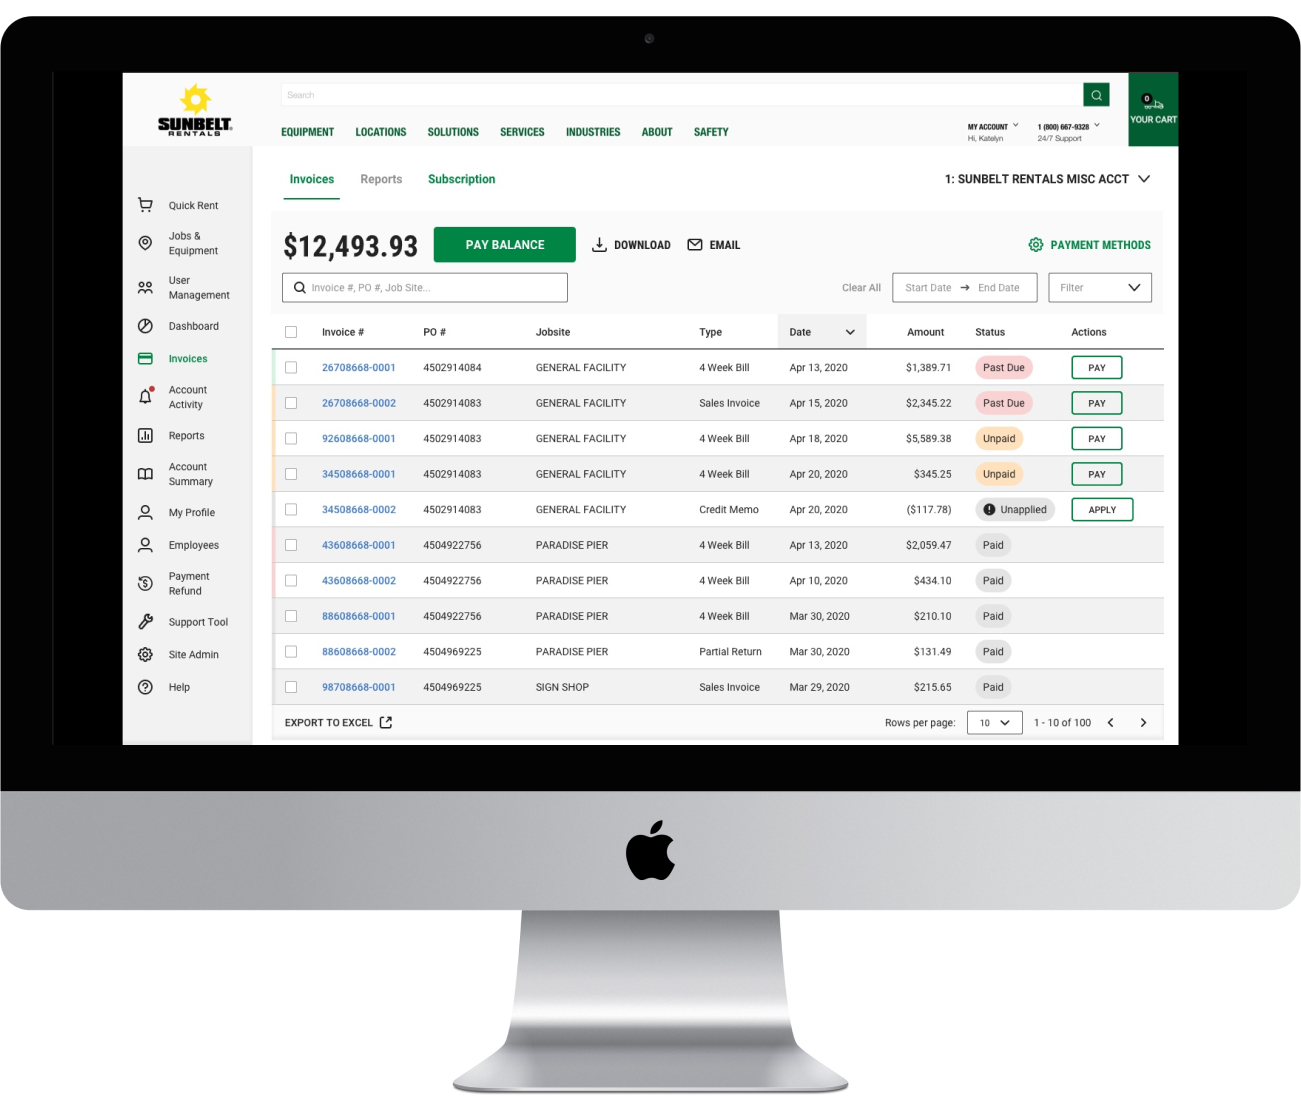 SUNBELT
RENTALS
Search
0
YOUR CART
EQUIPMENT LOCATIONS SOLUTIONS SERVICES INDUSTRIES ABOUT SAFETY
MY ACCOUNT
Hi, Katelyn
1 (800) 667-9328
24/7 Support
Invoices Reports Subscription
1: SUNBELT RENTALS MISC ACCT
Quick Rent
Jobs &
Equipment
User
Management
Dashboard
Invoices
Account
Activity
Reports
Account
Summary
My Profile
Employees
Payment
Refund
Support Tool
Site Admin
Help
$12,493.93 PAY BALANCE DOWNLOAD EMAIL PAYMENT METHODS
Invoice #, PO #, Job Site... Clear All Start Date → End Date Filter
Invoice # PO # Jobsite Type Date Amount Status Actions
26708668-0001 4502914084 GENERAL FACILITY 4 Week Bill Apr 13, 2020 $1,389.71 Past Due PAY
26708668-0002 4502914083 GENERAL FACILITY Sales Invoice Apr 15, 2020 $2,345.22 Past Due PAY
92608668-0001 4502914083 GENERAL FACILITY 4 Week Bill Apr 18, 2020 $5,589.38 Unpaid PAY
34508668-0001 4502914083 GENERAL FACILITY 4 Week Bill Apr 20, 2020 $345.25 Unpaid PAY
34508668-0002 4502914083 GENERAL FACILITY Credit Memo Apr 20, 2020 ($117.78) Unapplied APPLY
43608668-0001 4504922756 PARADISE PIER 4 Week Bill Apr 13, 2020 $2,059.47 Paid
43608668-0002 4504922756 PARADISE PIER 4 Week Bill Apr 10, 2020 $434.10 Paid
88608668-0001 4504922756 PARADISE PIER 4 Week Bill Mar 30, 2020 $210.10 Paid
88608668-0002 4504969225 PARADISE PIER Partial Return Mar 30, 2020 $131.49 Paid
98708668-0001 4504969225 SIGN SHOP Sales Invoice Mar 29, 2020 $215.65 Paid
EXPORT TO EXCEL Rows per page: 10 1 - 10 of 100